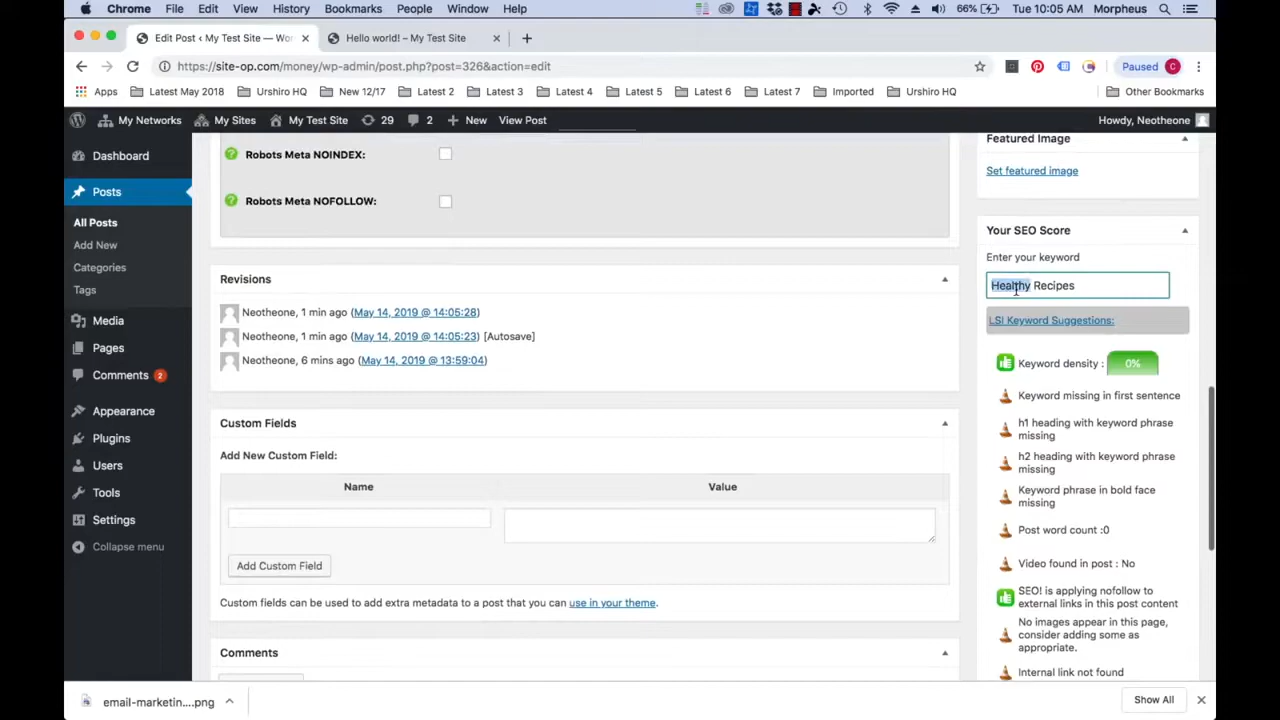 Chrome File Edit View History Bookmarks People Window Help 66% Tue 10:05 AM Morpheus
Edit Post ‹ My Test Site — Wor
Hello world! – My Test Site
https://site-op.com/money/wp-admin/post.php?post=326&action=edit
Paused C
Apps Latest May 2018 Urshiro HQ New 12/17 Latest 2 Latest 3 Latest 4 Latest 5 Latest 6 Latest 7 Imported Urshiro HQ Other Bookmarks
My Networks My Sites My Test Site 29 2 New View Post Howdy, Neotheone
Dashboard
Posts
All Posts
Add New
Categories
Tags
Media
Pages
Comments 2
Appearance
Plugins
Users
Tools
Settings
Collapse menu
Robots Meta NOINDEX:
Robots Meta NOFOLLOW:
Revisions
Neotheone, 1 min ago (May 14, 2019 @ 14:05:28)
Neotheone, 1 min ago (May 14, 2019 @ 14:05:23) [Autosave]
Neotheone, 6 mins ago (May 14, 2019 @ 13:59:04)
Custom Fields
Add New Custom Field:
Name Value
Add Custom Field
Custom fields can be used to add extra metadata to a post that you can use in your theme.
Comments
Featured Image
Set featured image
Your SEO Score
Enter your keyword
Healthy Recipes
LSI Keyword Suggestions:
Keyword density : 0%
Keyword missing in first sentence
h1 heading with keyword phrase
missing
h2 heading with keyword phrase
missing
Keyword phrase in bold face
missing
Post word count :0
Video found in post : No
SEO! is applying nofollow to
external links in this post content
No images appear in this page,
consider adding some as
appropriate.
Internal link not found
email-marketin....png
Show All